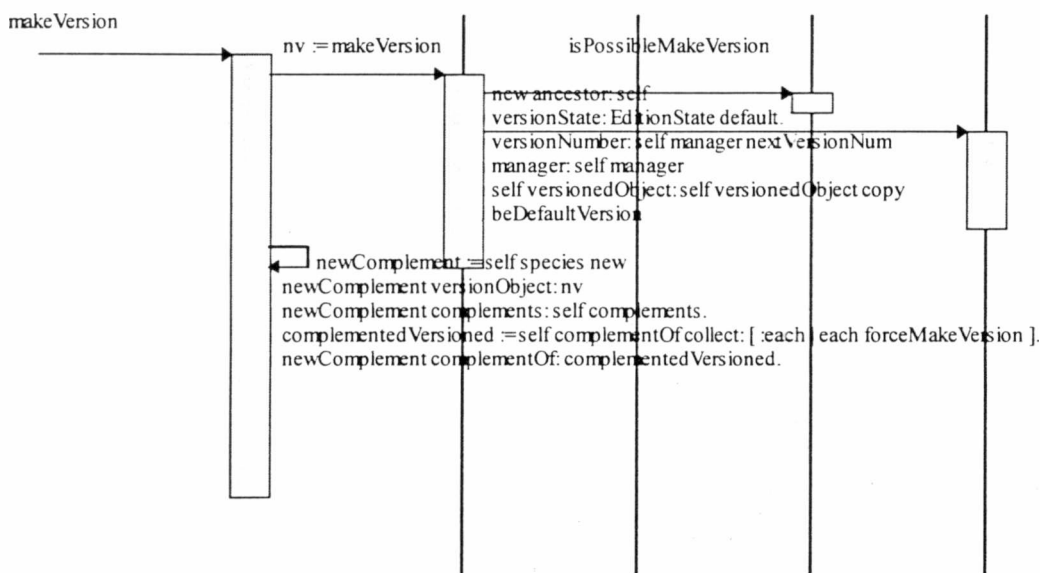 makeVersion
nv := makeVersion
isPossibleMakeVersion
new ancestor: self
versionState: EditionState default.
versionNumber: self manager nextVersionNum
manager: self manager
self versionedObject: self versionedObject copy
beDefaultVersion
newComplement := self species new
newComplement versionObject: nv
newComplement complements: self complements.
complementedVersioned := self complementOf collect: [ :each | each forceMakeVersion ].
newComplement complementOf: complementedVersioned.